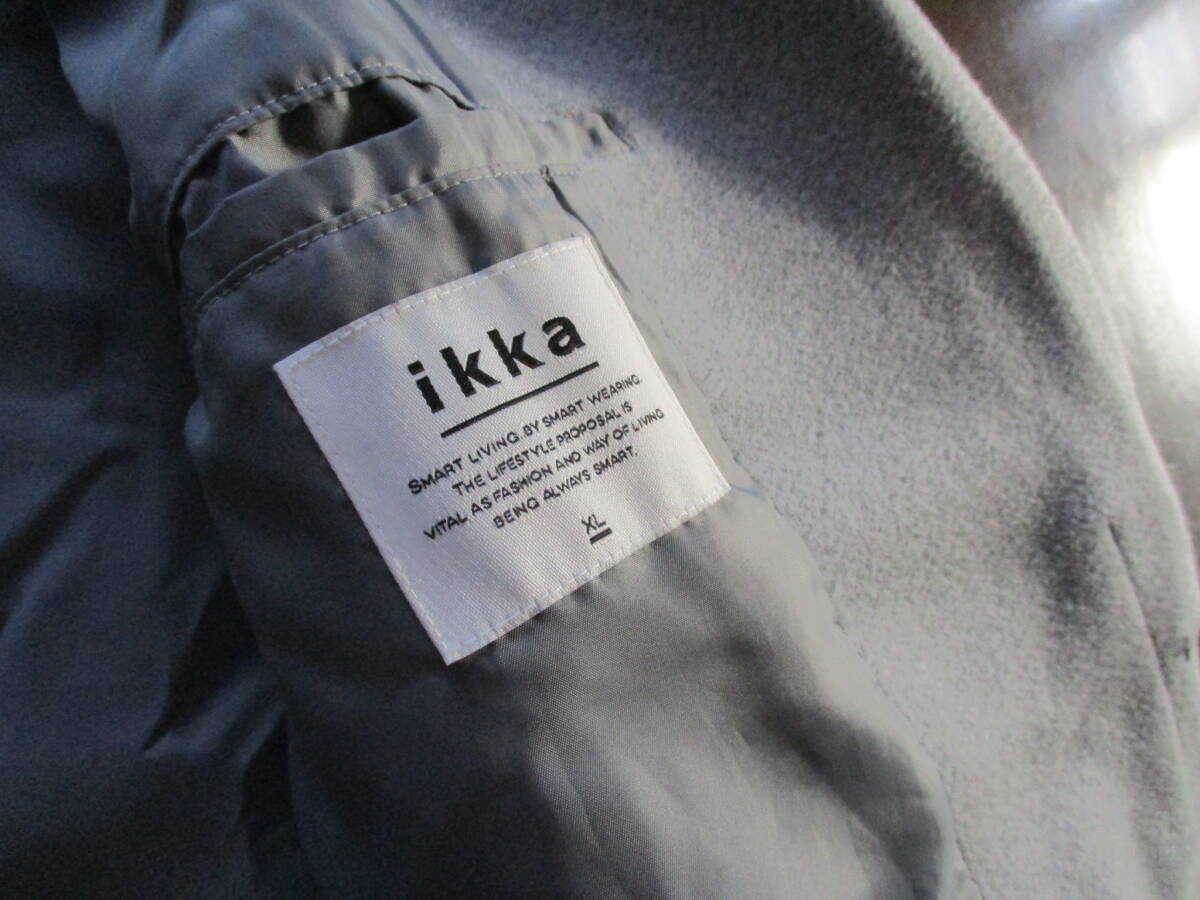 ikka
SMART LIVING.BY SMART WEARING.
THE LIFESTYLE PROPOSAL IS
VITAL AS FASHION AND WAY OF LIVING
BEING ALWAYS SMART.
XL